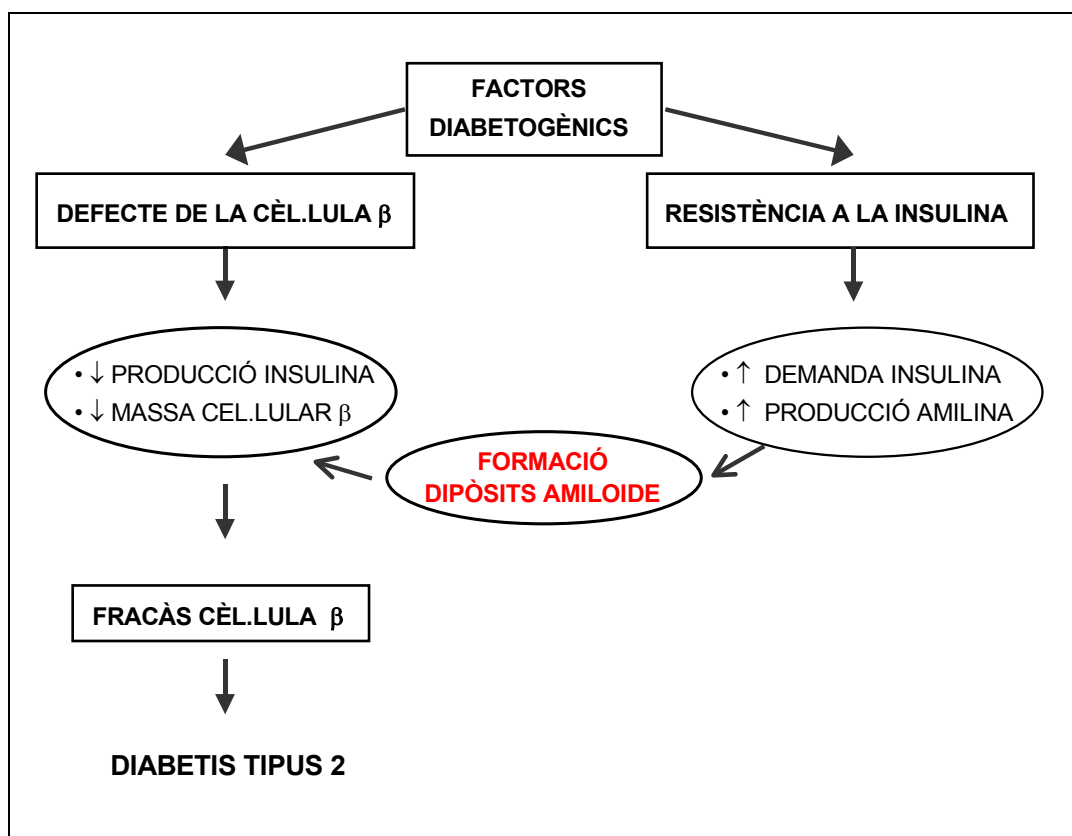 FACTORS
DIABETOGÈNICS
DEFECTE DE LA CÈL.LULA β
RESISTÈNCIA A LA INSULINA
• ↓ PRODUCCIÓ INSULINA
• ↓ MASSA CEL.LULAR β
• ↑ DEMANDA INSULINA
• ↑ PRODUCCIÓ AMILINA
FORMACIÓ
DIPÒSITS AMILOIDE
FRACÀS CÈL.LULA β
DIABETIS TIPUS 2